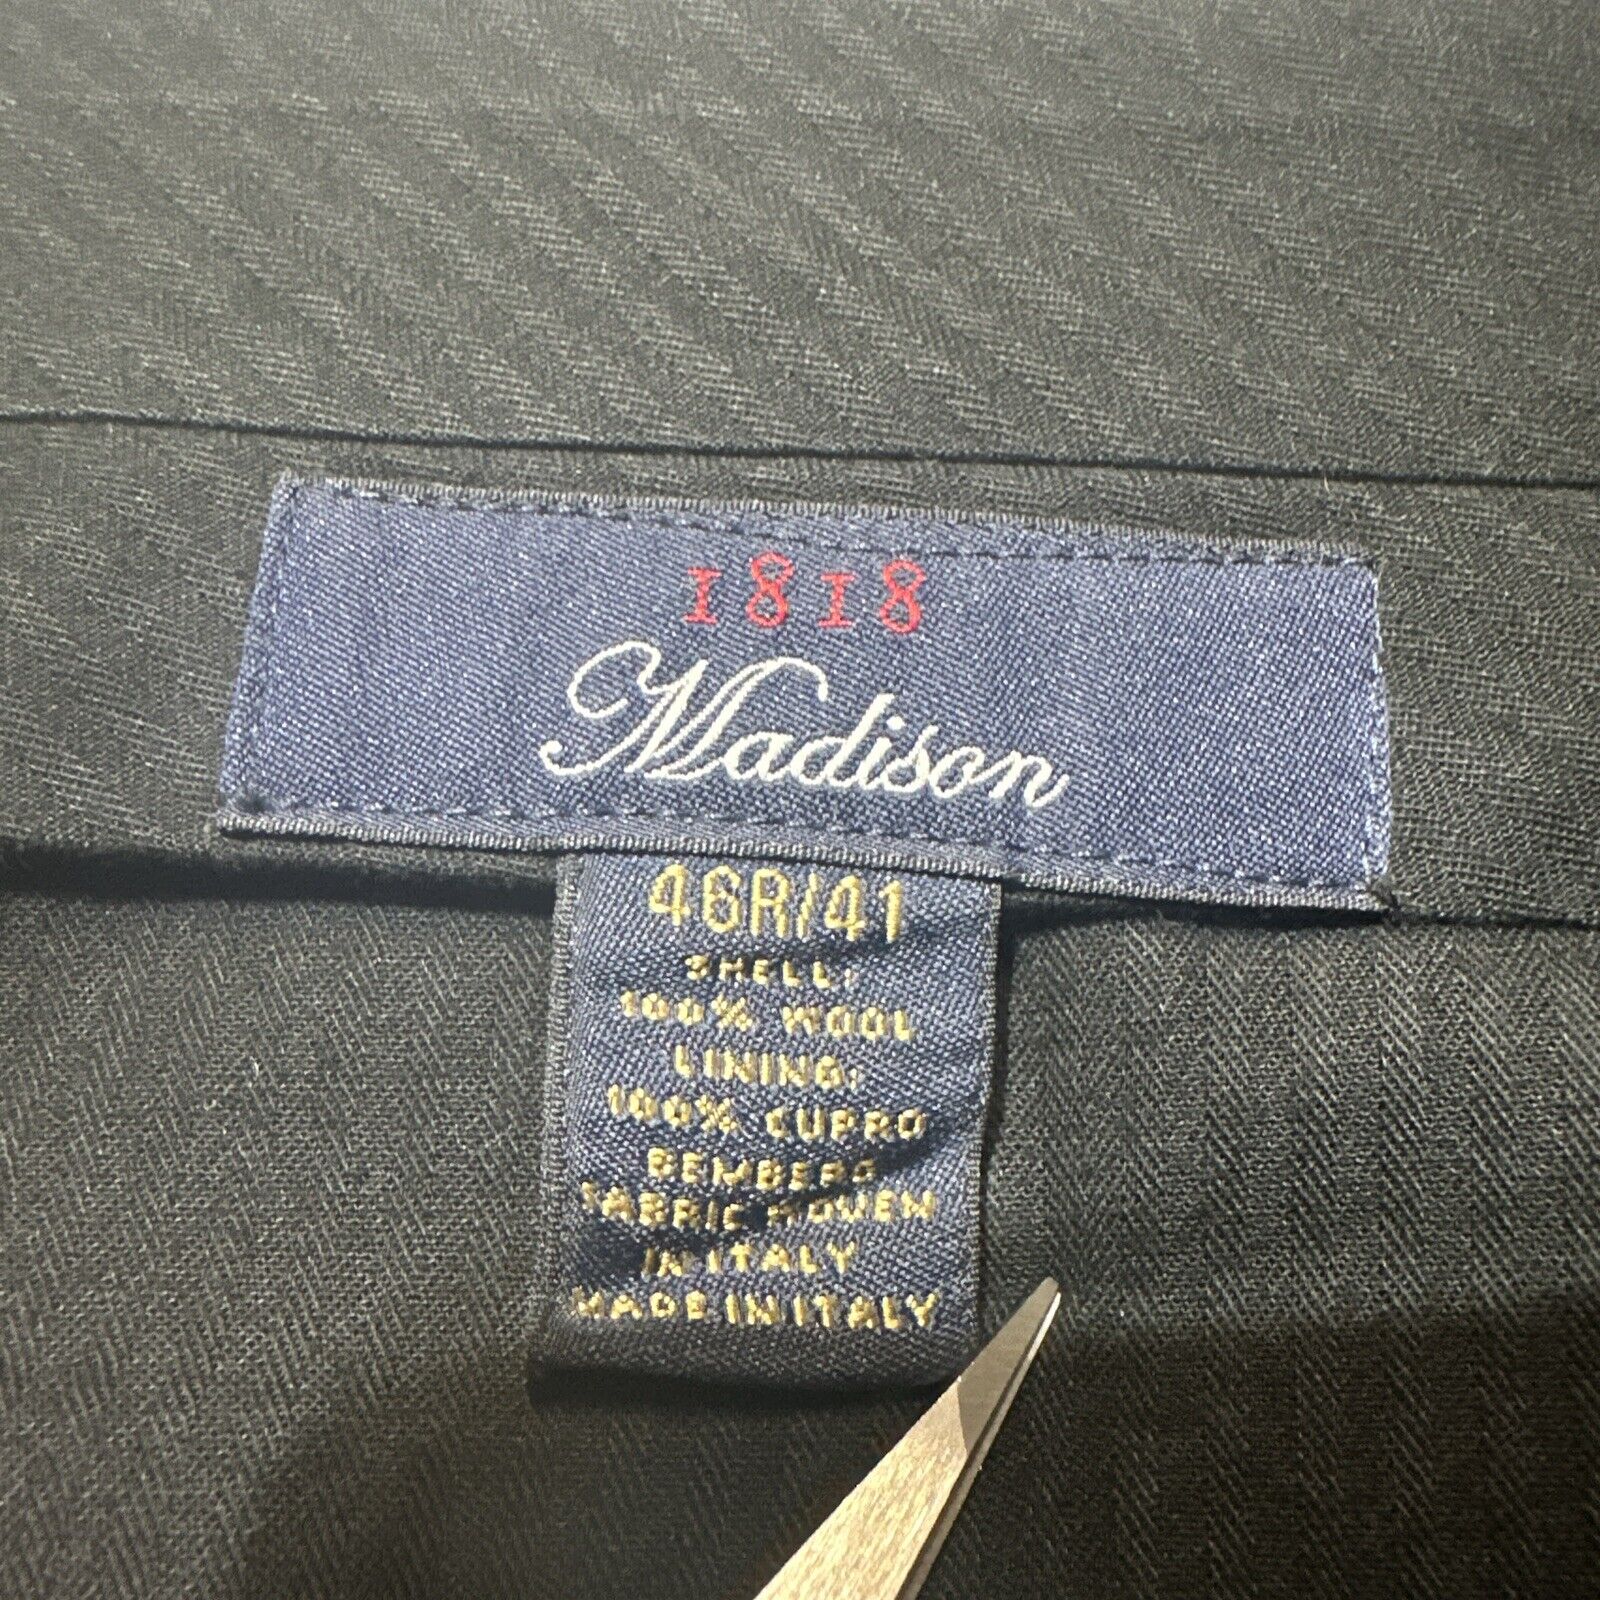 1818
Madison
46R/41
SHELL:
100% WOOL
LINING:
100% CUPRO
BEMBERG
FABRIC WOVEN
IN ITALY
MADE IN ITALY